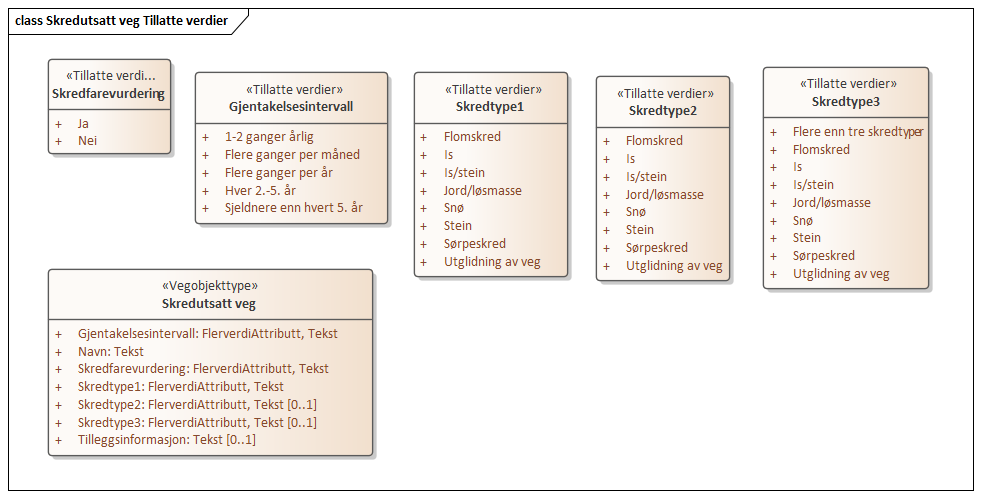 class Skredutsatt veg Tillatte verdier
«Tillatte verdi...
Skredfarevurdering
+ Ja
+ Nei
«Tillatte verdier»
Gjentakelsesintervall
+ 1-2 ganger årlig
+ Flere ganger per måned
+ Flere ganger per år
+ Hver 2.-5. år
+ Sjeldnere enn hvert 5. år
«Tillatte verdier»
Skredtype1
+ Flomskred
+ Is
+ Is/stein
+ Jord/løsmasse
+ Snø
+ Stein
+ Sørpeskred
+ Utglidning av veg
«Tillatte verdier»
Skredtype2
+ Flomskred
+ Is
+ Is/stein
+ Jord/løsmasse
+ Snø
+ Stein
+ Sørpeskred
+ Utglidning av veg
«Tillatte verdier»
Skredtype3
+ Flere enn tre skredtyper
+ Flomskred
+ Is
+ Is/stein
+ Jord/løsmasse
+ Snø
+ Stein
+ Sørpeskred
+ Utglidning av veg
«Vegobjekttype»
Skredutsatt veg
+ Gjentakelsesintervall: FlerverdiAttributt, Tekst
+ Navn: Tekst
+ Skredfarevurdering: FlerverdiAttributt, Tekst
+ Skredtype1: FlerverdiAttributt, Tekst
+ Skredtype2: FlerverdiAttributt, Tekst [0..1]
+ Skredtype3: FlerverdiAttributt, Tekst [0..1]
+ Tilleggsinformasjon: Tekst [0..1]